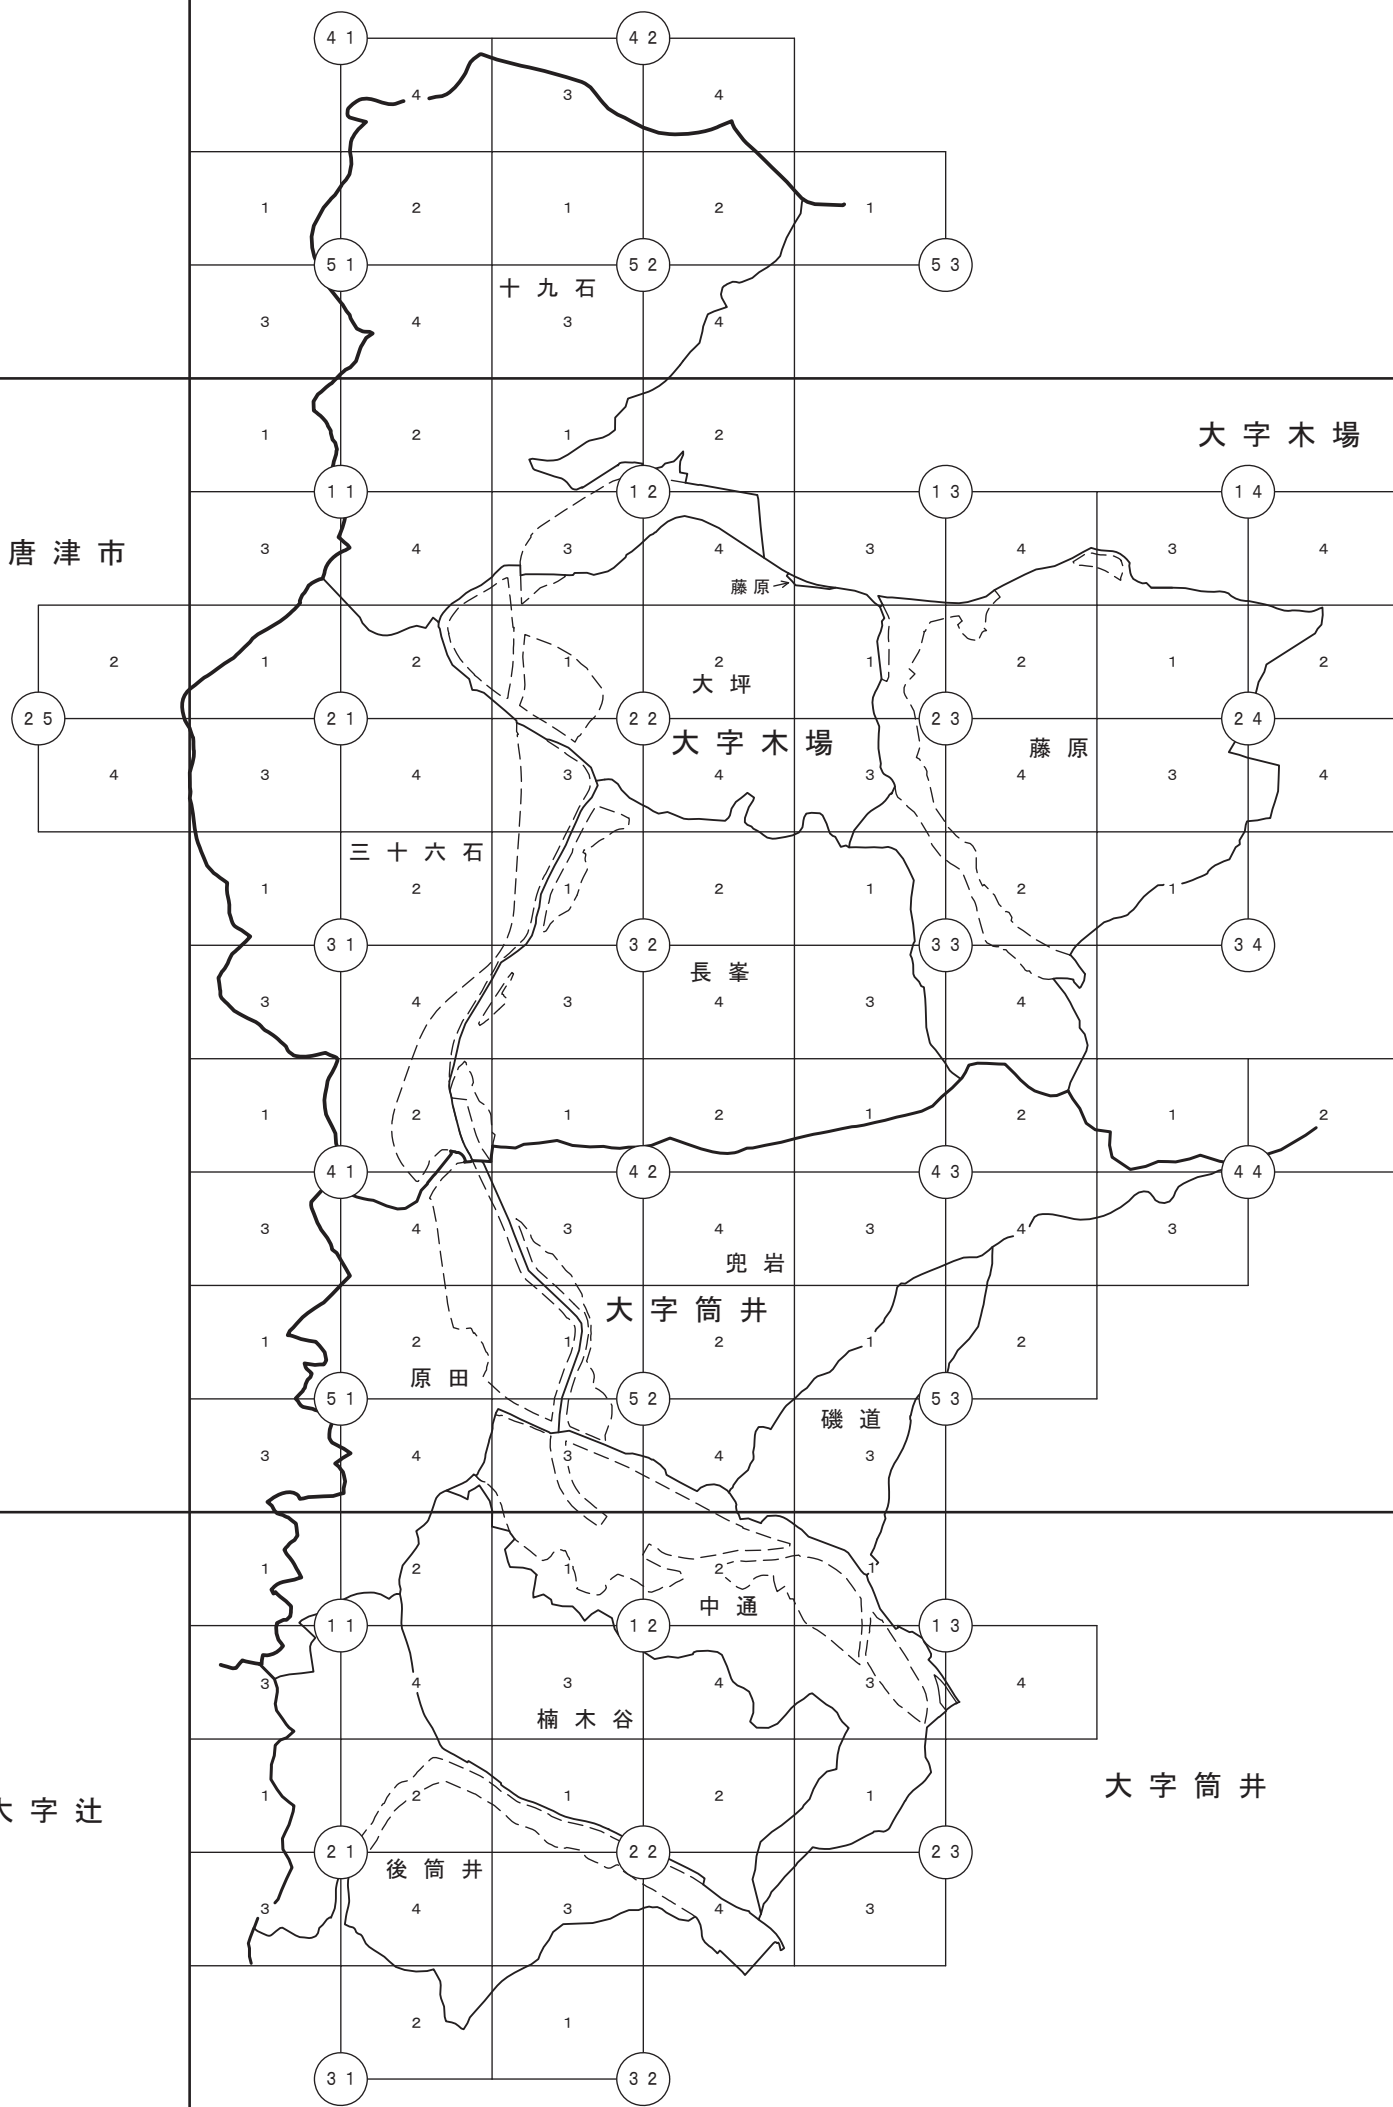 41 42
4 3 4
1 2 1 2 1
51 52 53
十九石
3 4 3 4
1 2 1 2
大字木場
11 12 13 14
唐津市
3 4 3 4 3 4 3 4
藤原→
2 1 2 1 2 1 2 1 2
大坪
25 21 22 23 24
大字木場
藤原
4 3 4 3 4 3 4 3 4
三十六石
1 2 1 2 1 2 1
31 32 33 34
長峯
3 4 3 4 3 4
1 2 1 2 1 2 1 2
41 42 43 44
3 4 3 4 3 4 3
兜岩
大字筒井
1 2 1 2 1 2
原田
51 52 53
磯道
3 4 3 4 3
1 2 1 2 1
中通
11 12 13
3 4 3 4 3 4
楠木谷
1 2 1 2 1
大字筒井
大字辻
21 22 23
後筒井
3 4 3 4 3
2 1
31 32